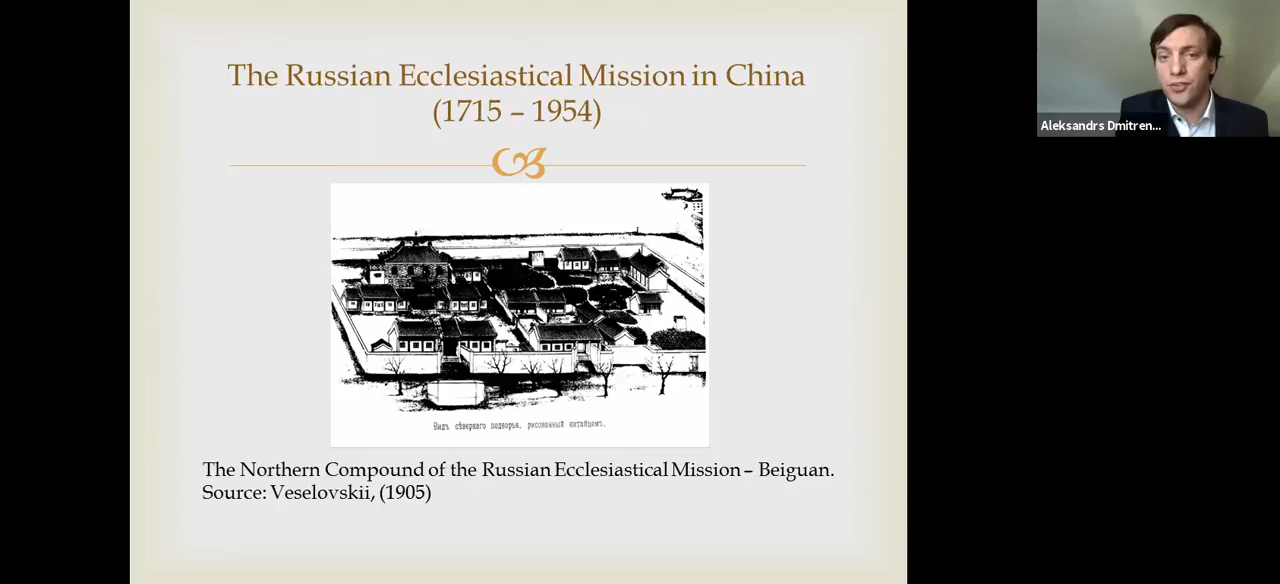 The Russian Ecclesiastical Mission in China
(1715 – 1954)
Видъ сѣвернаго подворья, рисованный китайцемъ.
The Northern Compound of the Russian Ecclesiastical Mission – Beiguan.
Source: Veselovskii, (1905)
Aleksandrs Dmitren...